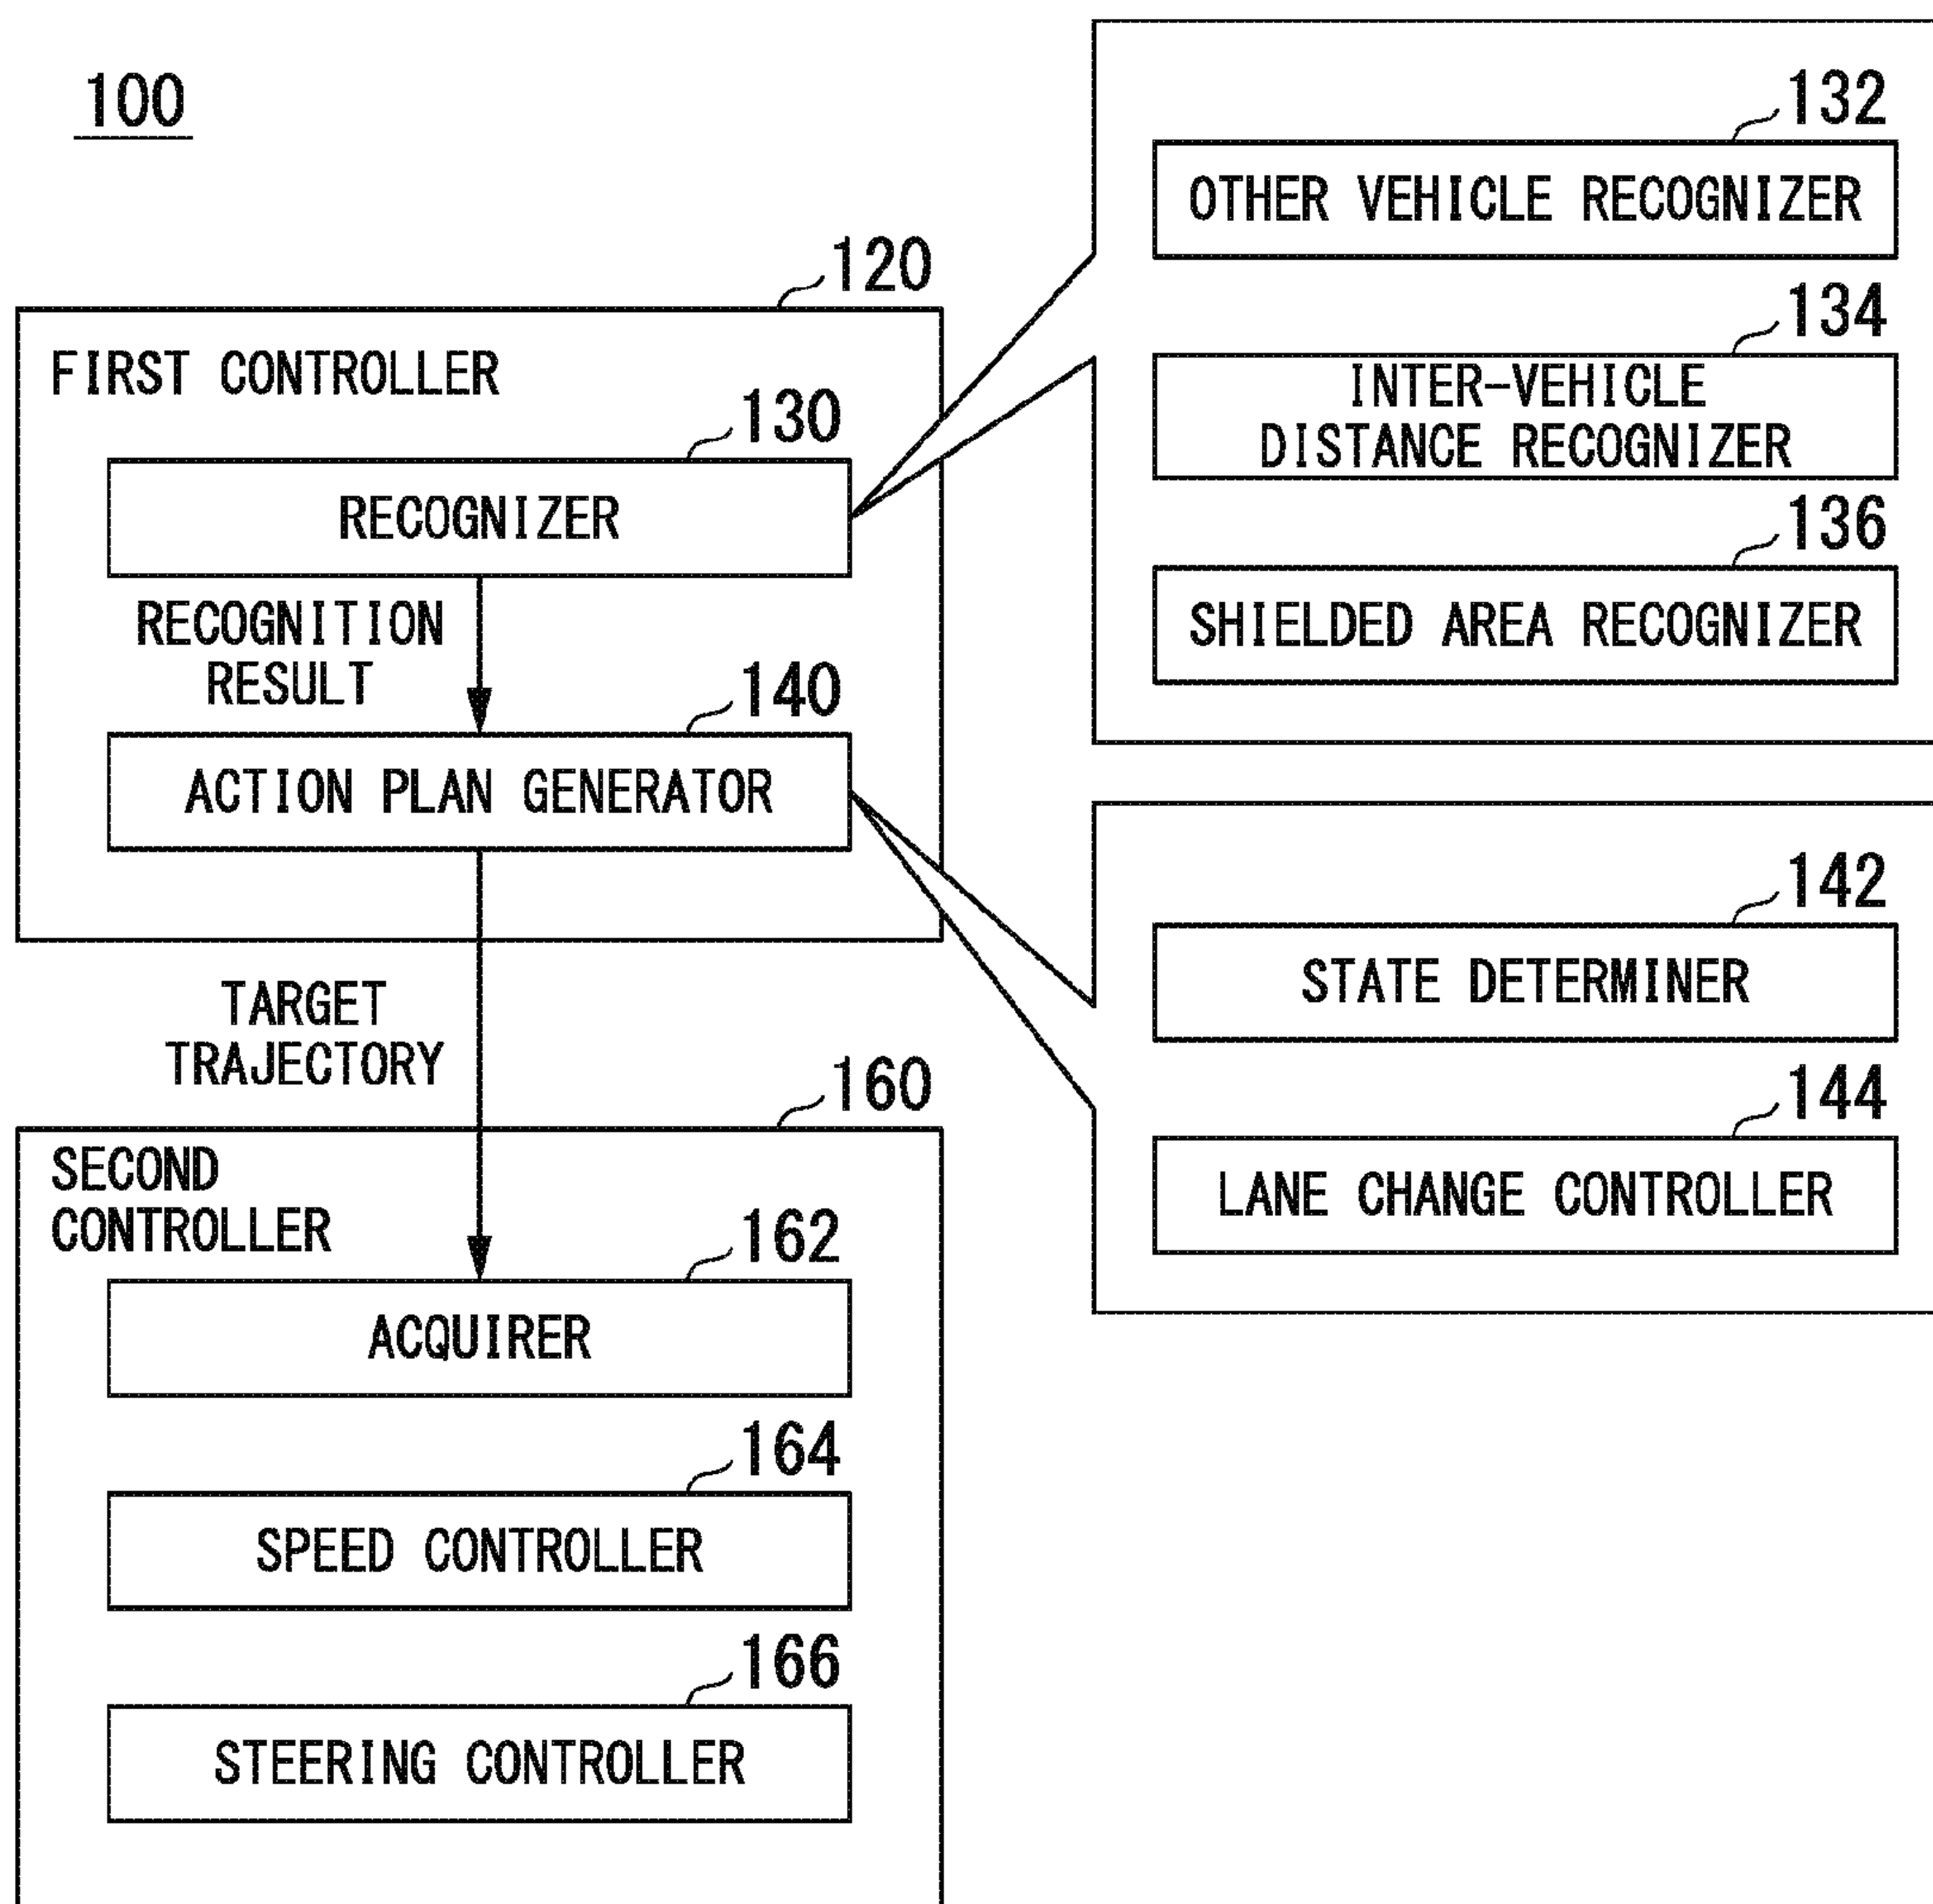 100
120
FIRST CONTROLLER
130
RECOGNIZER
RECOGNITION
RESULT
140
ACTION PLAN GENERATOR
TARGET
TRAJECTORY
160
SECOND
CONTROLLER
162
ACQUIRER
164
SPEED CONTROLLER
166
STEERING CONTROLLER
132
OTHER VEHICLE RECOGNIZER
134
INTER-VEHICLE
DISTANCE RECOGNIZER
136
SHIELDED AREA RECOGNIZER
142
STATE DETERMINER
144
LANE CHANGE CONTROLLER